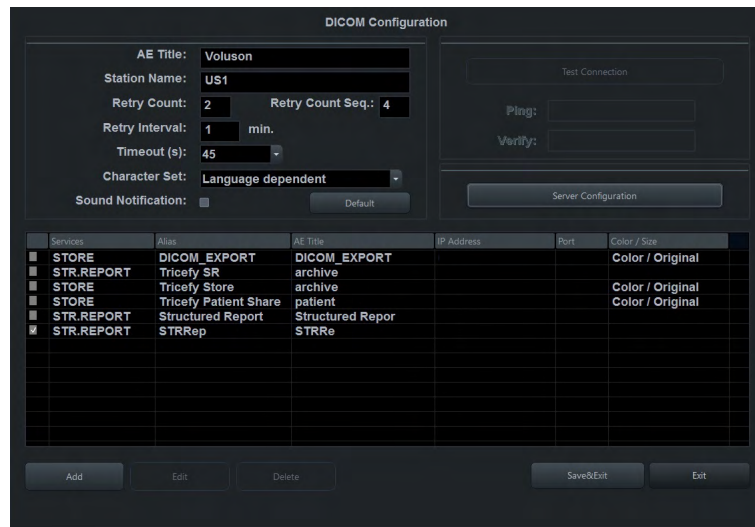 DICOM Configuration
AE Title: Voluson
Station Name: US1
Retry Count: 2 Retry Count Seq.: 4
Retry Interval: 1 min.
Timeout (s): 45
Character Set: Language dependent
Sound Notification: Default
Test Connection
Ping:
Verify:
Server Configuration
Services Alias AE Title IP Address Port Color / Size
STORE DICOM_EXPORT DICOM_EXPORT Color / Original
STR.REPORT Tricefy SR archive
STORE Tricefy Store archive Color / Original
STORE Tricefy Patient Share patient Color / Original
STR.REPORT Structured Report Structured Repor
STR.REPORT STRRep STRRe
Add Edit Delete Save&Exit Exit